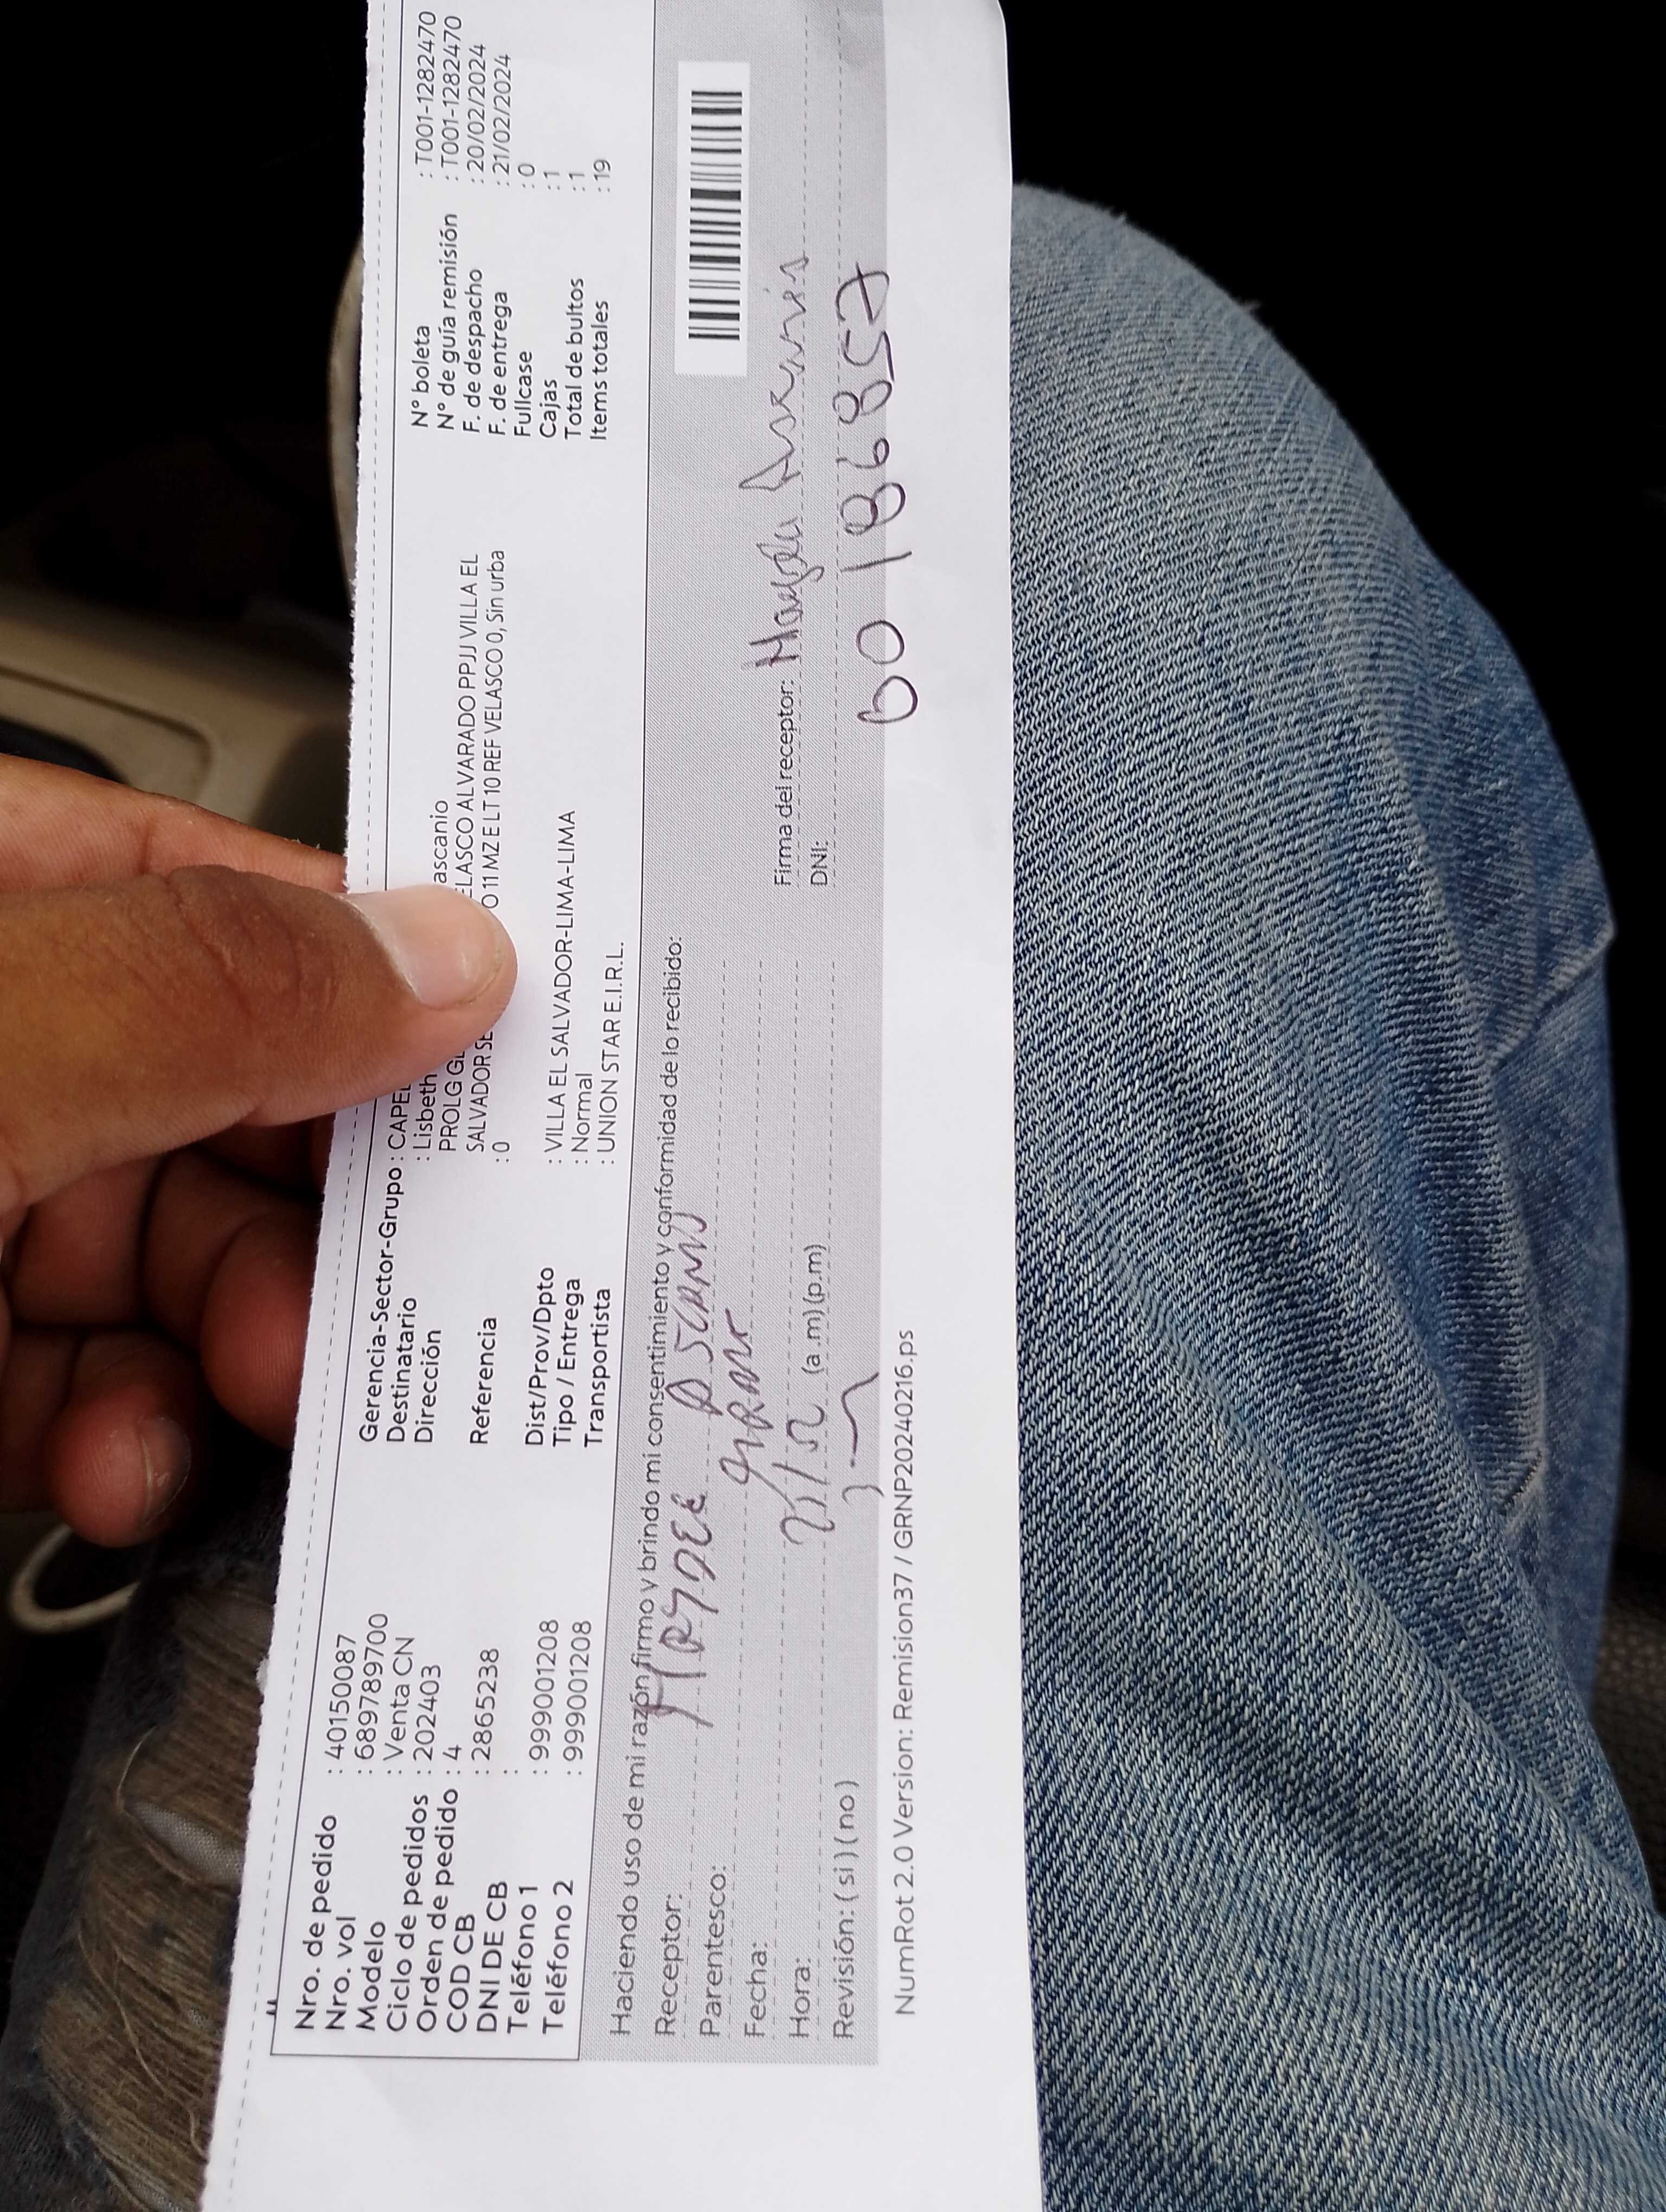 Nro. de pedido : 40150087
Nro. vol : 689789700
Modelo : Venta CN
Ciclo de pedidos : 202403
Orden de pedido : 4
COD CB : 2865238
DNI DE CB :
Teléfono 1 : 999001208
Teléfono 2 : 999001208
Gerencia-Sector-Grupo : CAPE
Destinatario : Lisbeth ascanio
Dirección PROLG G ELASCO ALVARADO PPJJ VILLA EL
SALVADOR SE O 11 MZ E LT 10 REF VELASCO 0, Sin urba
Referencia : 0
Dist/Prov/Dpto : VILLA EL SALVADOR-LIMA-LIMA
Tipo / Entrega : Normal
Transportista : UNION STAR E.I.R.L.
N° boleta : T001-1282470
N° de guía remisión : T001-1282470
F. de despacho : 20/02/2024
F. de entrega : 21/02/2024
Fullcase : 0
Cajas : 1
Total de bultos : 1
Items totales : 19
Haciendo uso de mi razón firmo y brindo mi consentimiento y conformidad de lo recibido:
Receptor:
Parentesco:
Fecha:
Hora: (a.m) (p.m)
Revisión: ( si ) ( no )
Firma del receptor:
DNI:
NumRot 2.0 Version: Remision37 / GRNP20240216.ps